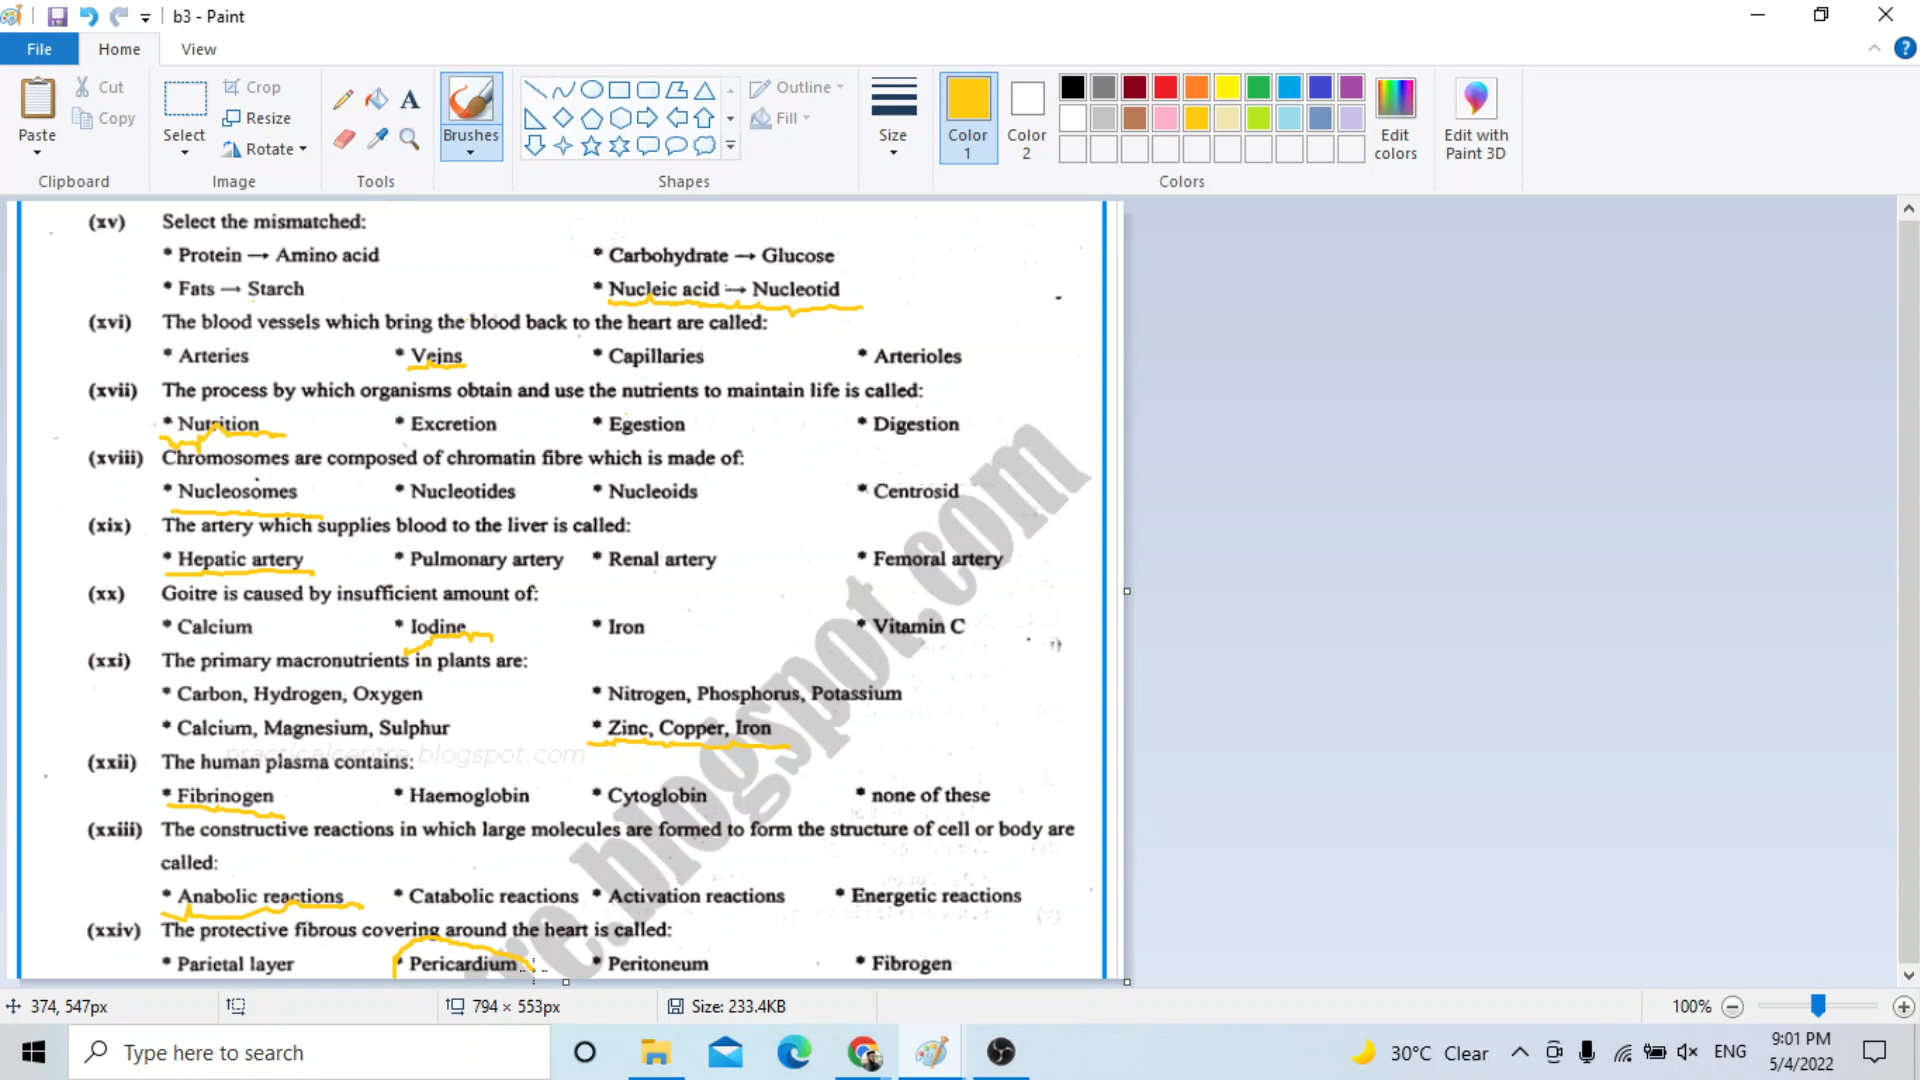 b3 - Paint
File Home View
Paste
Cut
Copy
Clipboard
Select
Crop
Resize
Rotate
Image
Tools
Brushes
Shapes
Outline
Fill
Size
Color 1
Color 2
Colors
Edit colors
Edit with Paint 3D
(xv) Select the mismatched:
* Protein → Amino acid * Carbohydrate → Glucose
* Fats → Starch * Nucleic acid → Nucleotid
(xvi) The blood vessels which bring the blood back to the heart are called:
* Arteries * Veins * Capillaries * Arterioles
(xvii) The process by which organisms obtain and use the nutrients to maintain life is called:
* Nutrition * Excretion * Egestion * Digestion
(xviii) Chromosomes are composed of chromatin fibre which is made of:
* Nucleosomes * Nucleotides * Nucleoids * Centrosid
(xix) The artery which supplies blood to the liver is called:
* Hepatic artery * Pulmonary artery * Renal artery * Femoral artery
(xx) Goitre is caused by insufficient amount of:
* Calcium * Iodine * Iron * Vitamin C
(xxi) The primary macronutrients in plants are:
* Carbon, Hydrogen, Oxygen * Nitrogen, Phosphorus, Potassium
* Calcium, Magnesium, Sulphur * Zinc, Copper, Iron
practicalcentre.blogspot.com
(xxii) The human plasma contains:
* Fibrinogen * Haemoglobin * Cytoglobin * none of these
(xxiii) The constructive reactions in which large molecules are formed to form the structure of cell or body are
called:
* Anabolic reactions * Catabolic reactions * Activation reactions * Energetic reactions
(xxiv) The protective fibrous covering around the heart is called:
* Parietal layer * Pericardium * Peritoneum * Fibrogen
re.blogspot.com
374, 547px 794 × 553px Size: 233.4KB 100%
Type here to search
30°C Clear ENG
9:01 PM
5/4/2022